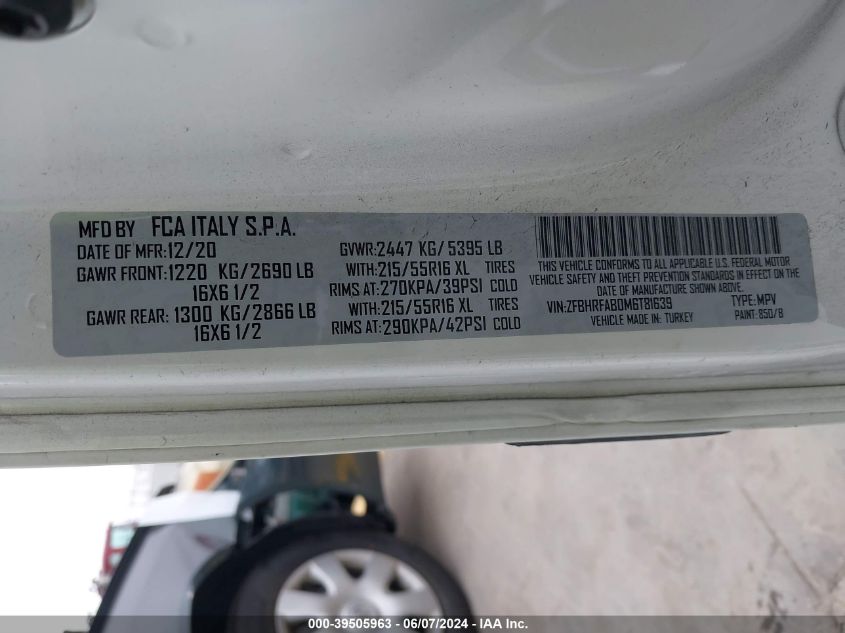 MFD BY FCA ITALY S.P.A.
DATE OF MFR:12/20 GVWR:2447 KG/5395 LB
GAWR FRONT:1220 KG/2690 LB WITH:215/55R16 XL TIRES
16X6 1/2 RIMS AT:270KPA/39PSI COLD
GAWR REAR: 1300 KG/2866 LB WITH:215/55R16 XL TIRES
16X6 1/2 RIMS AT:290KPA/42PSI COLD
THIS VEHICLE CONFORMS TO ALL APPLICABLE U.S. FEDERAL MOTOR
VEHICLE SAFETY AND THEFT PREVENTION STANDARDS IN EFFECT ON THE
DATE OF MANUFACTURE SHOWN ABOVE.
VIN:ZFBHRFAB0M6T81639 TYPE:MPV
VEHICLE MADE IN: TURKEY PAINT: 850/B
000-39505963 - 06/07/2024 - IAA Inc.